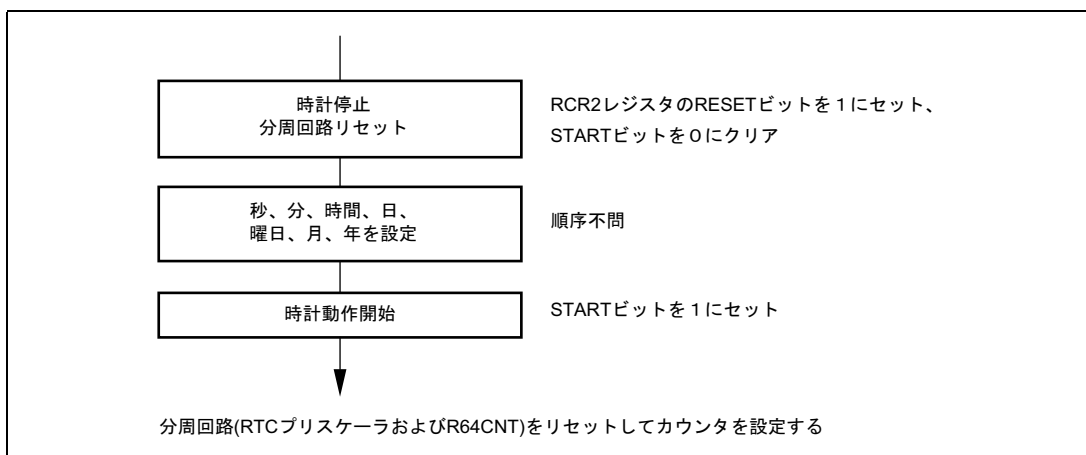 時計停止
分周回路リセット
RCR2レジスタのRESETビットを１にセット、
STARTビットを０にクリア
秒、分、時間、日、
曜日、月、年を設定
順序不問
時計動作開始
STARTビットを１にセット
分周回路(RTCプリスケーラおよびR64CNT)をリセットしてカウンタを設定する